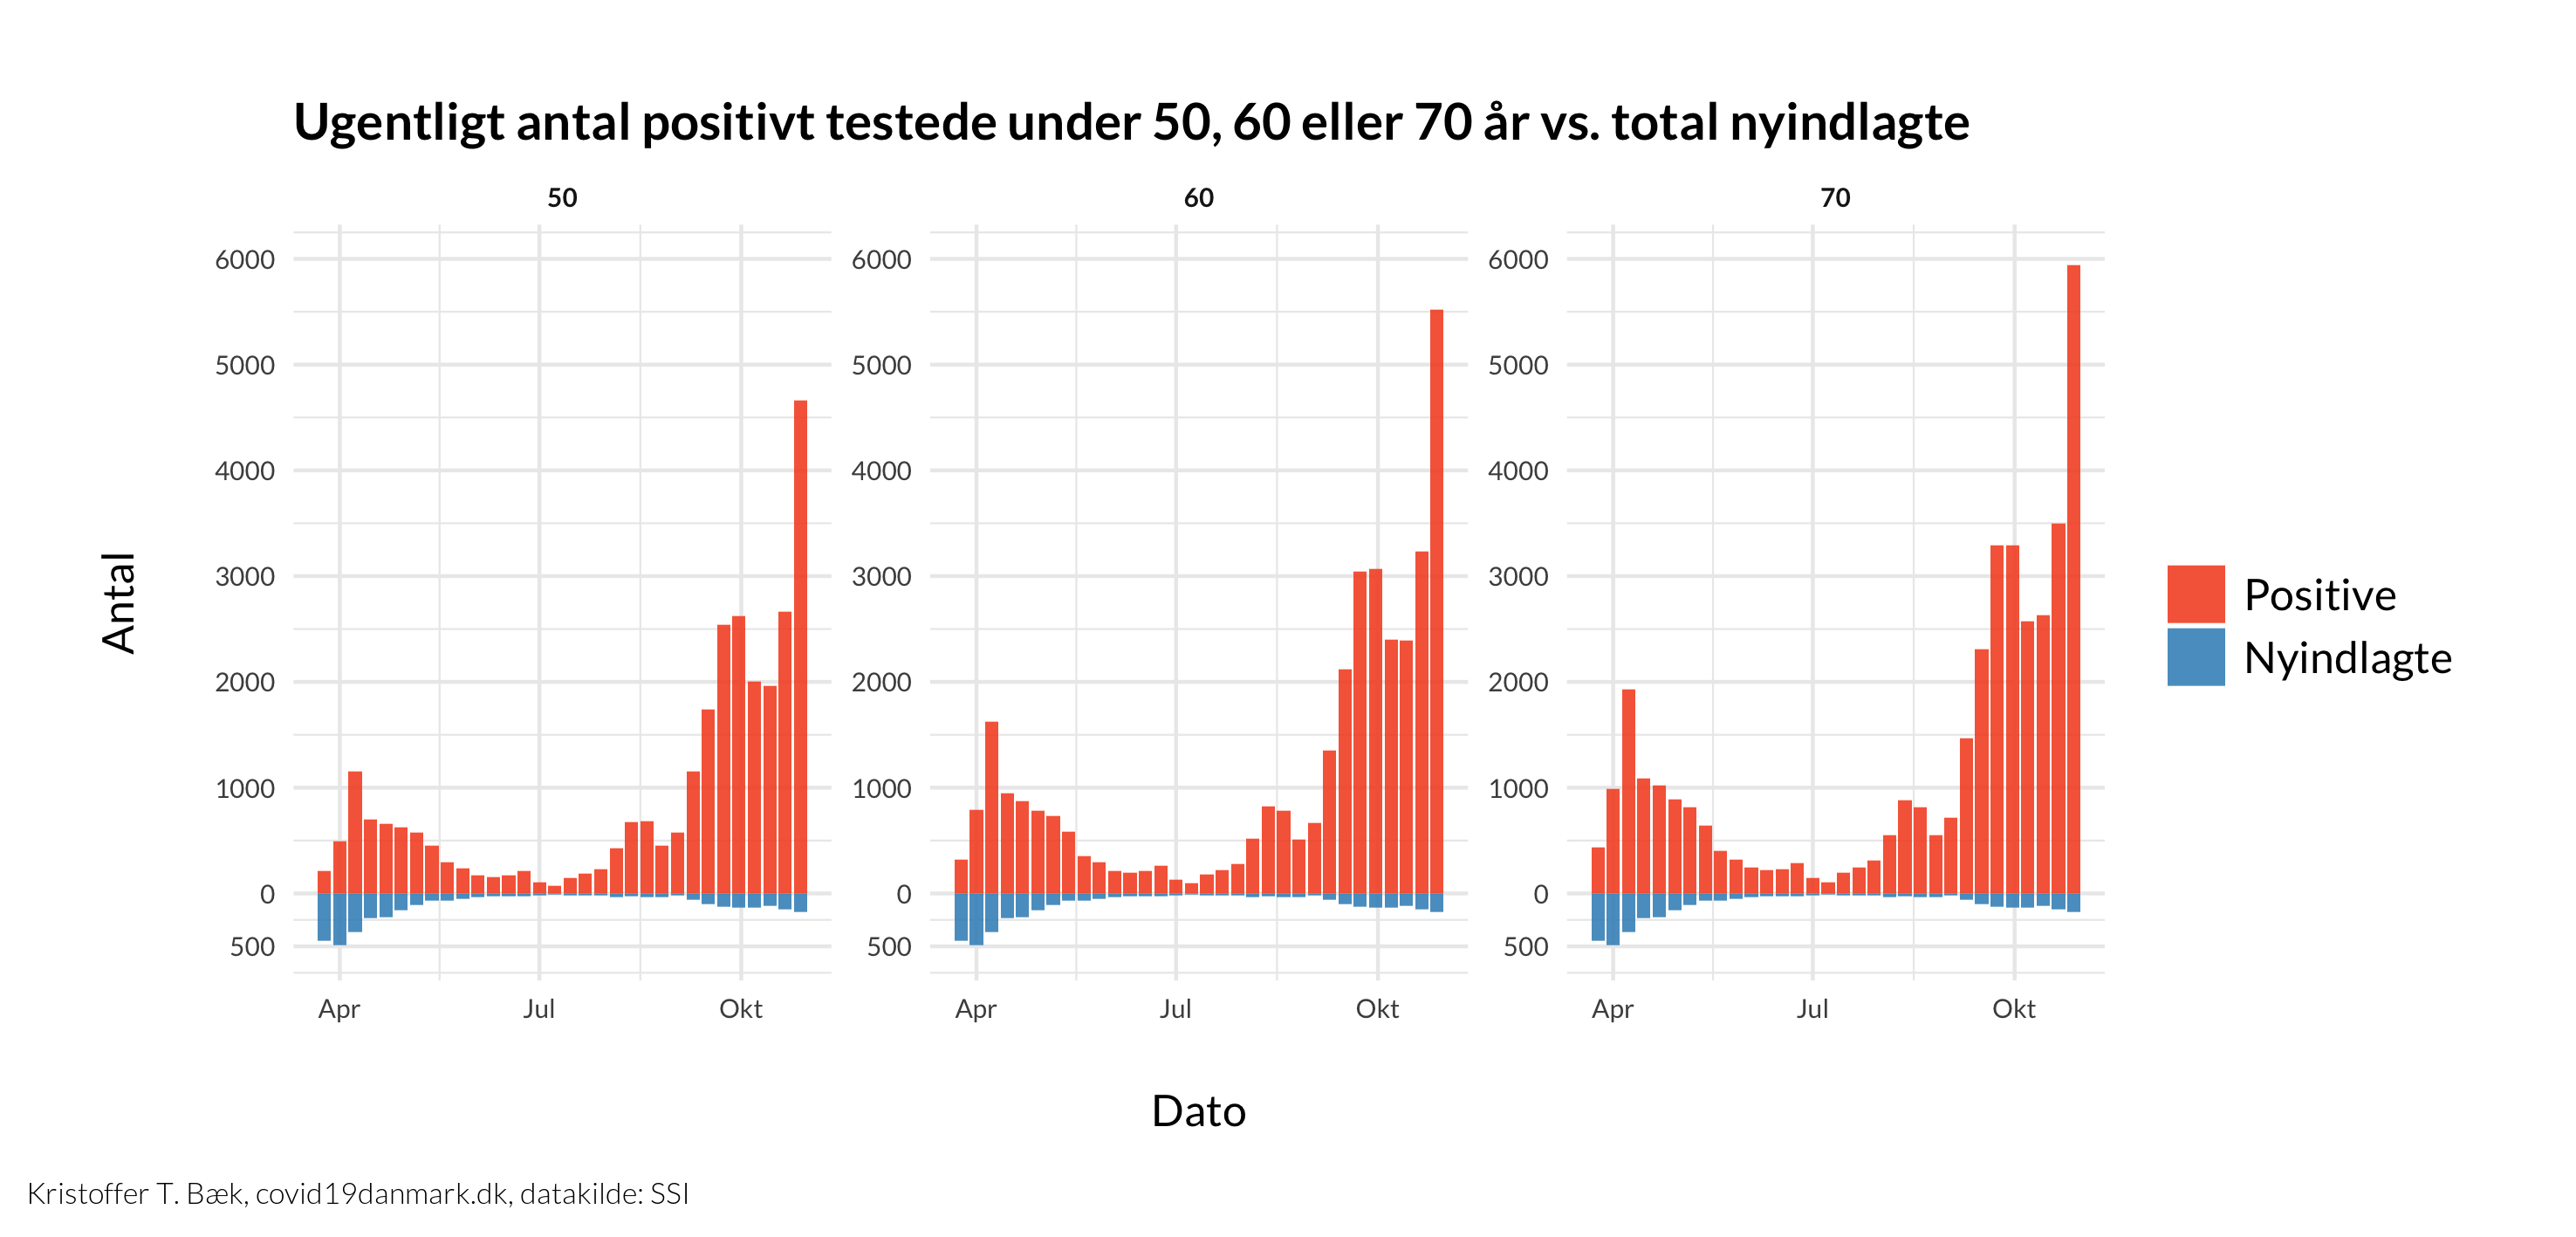 Ugentligt antal positivt testede under 50, 60 eller 70 år vs. total nyindlagte
50
60
70
Antal
6000
5000
4000
3000
2000
1000
0
500
Apr
Jul
Okt
6000
5000
4000
3000
2000
1000
0
500
Apr
Jul
Okt
6000
5000
4000
3000
2000
1000
0
500
Apr
Jul
Okt
Positive
Nyindlagte
Dato
Kristoffer T. Bæk, covid19danmark.dk, datakilde: SSI